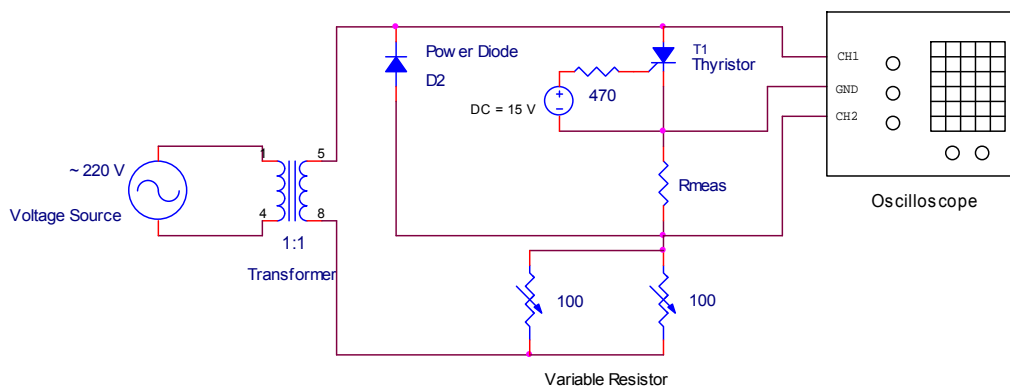 Power Diode
D2
T1
Thyristor
470
DC = 15 V
CH1
GND
CH2
Oscilloscope
~ 220 V
Voltage Source
1
4
5
8
1:1
Transformer
Rmeas
100
100
Variable Resistor